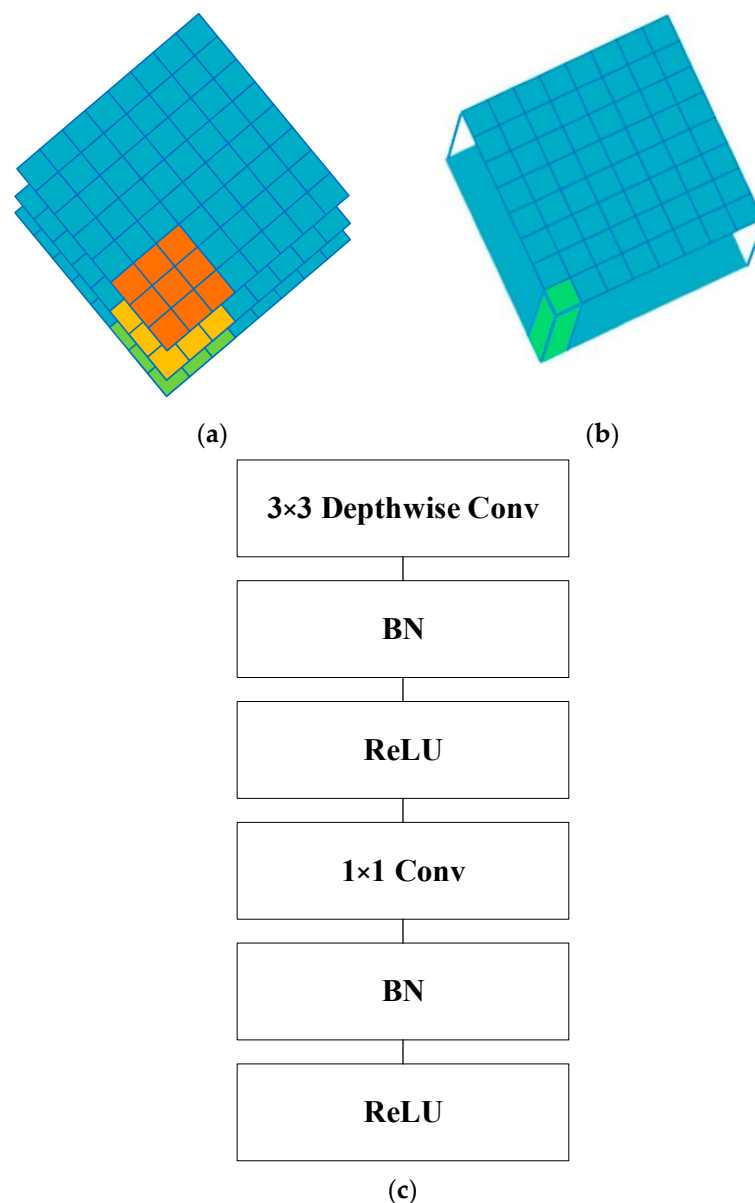 (a)
(b)
3×3 Depthwise Conv
BN
ReLU
1×1 Conv
BN
ReLU
(c)